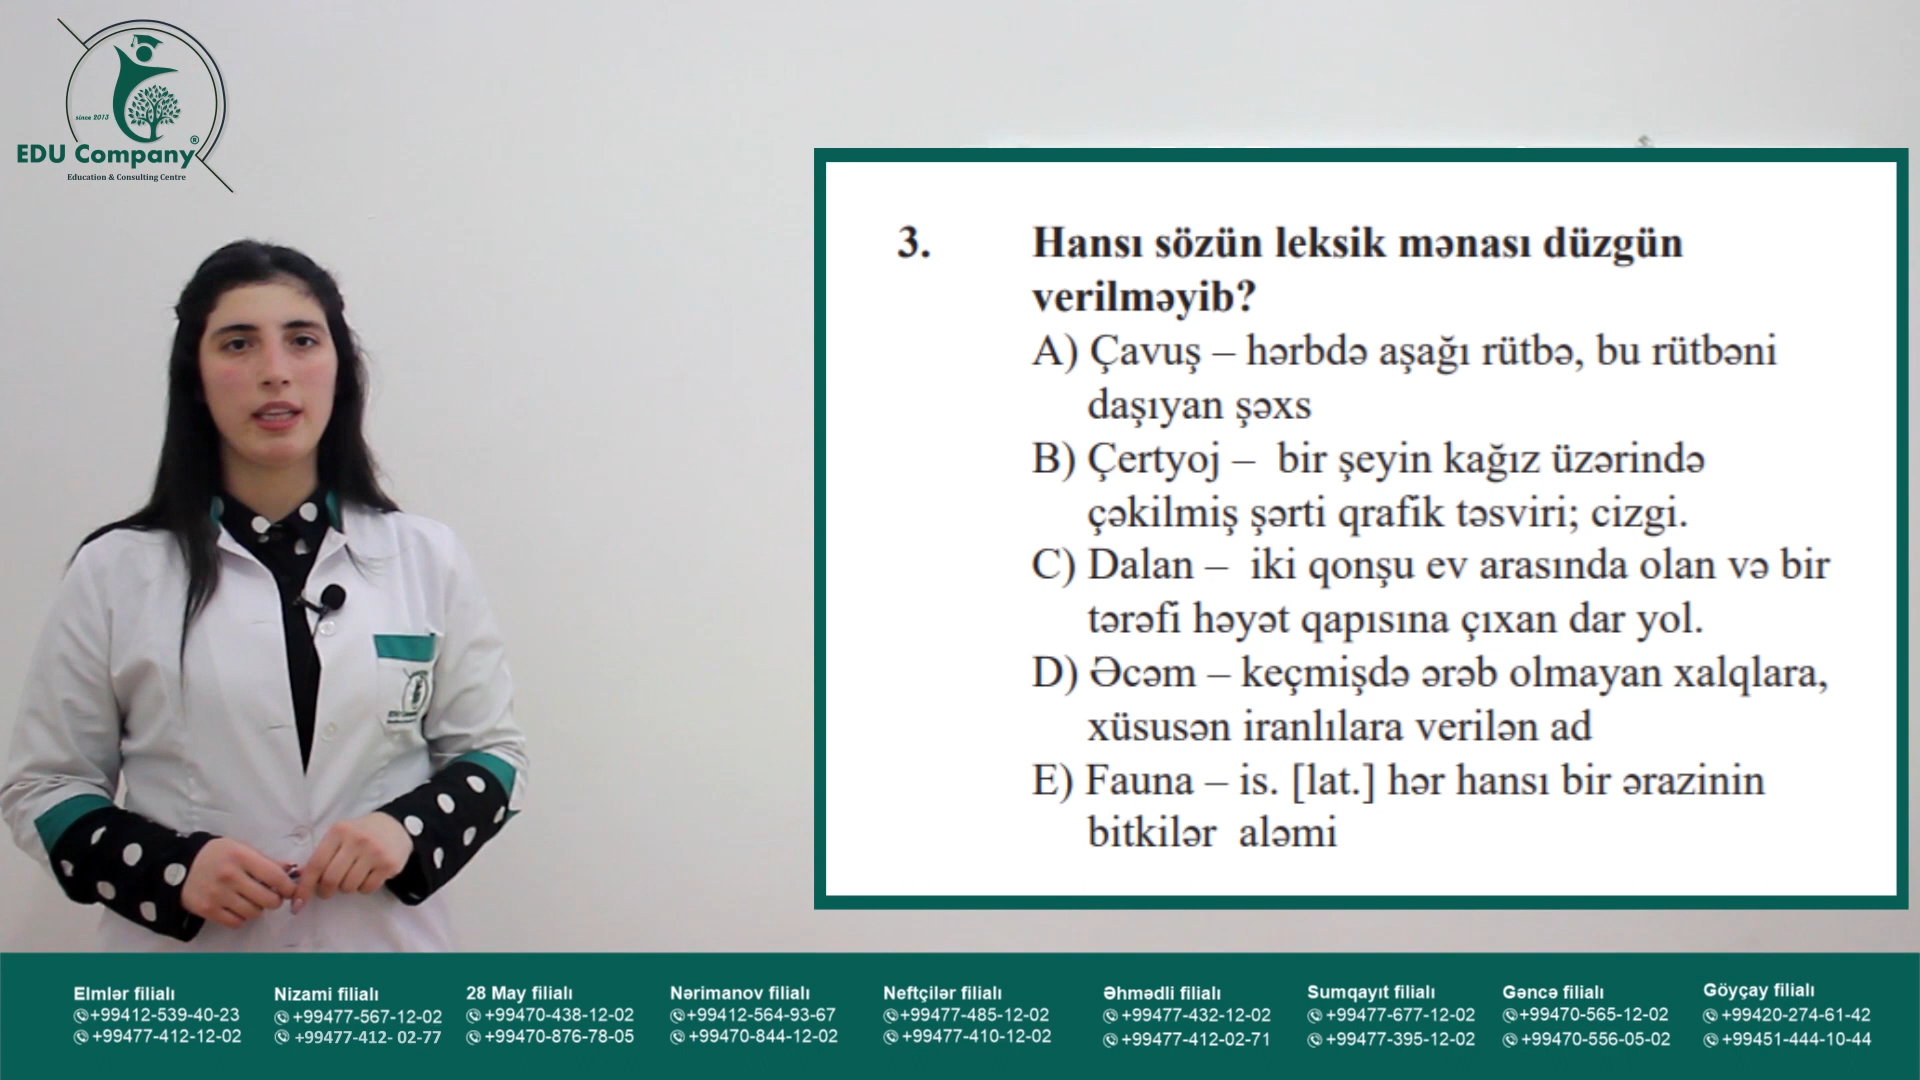 since 2013
EDU Company®
Education & Consulting Centre
3. Hansı sözün leksik mənası düzgün
verilməyib?
A) Çavuş – hərbdə aşağı rütbə, bu rütbəni
daşıyan şəxs
B) Çertyoj – bir şeyin kağız üzərində
çəkilmiş şərti qrafik təsviri; cizgi.
C) Dalan – iki qonşu ev arasında olan və bir
tərəfi həyət qapısına çıxan dar yol.
D) Əcəm – keçmişdə ərəb olmayan xalqlara,
xüsusən iranlılara verilən ad
E) Fauna – is. [lat.] hər hansı bir ərazinin
bitkilər aləmi
Elmlər filialı
+99412-539-40-23
+99477-412-12-02
Nizami filialı
+99477-567-12-02
+99477-412- 02-77
28 May filialı
+99470-438-12-02
+99470-876-78-05
Nərimanov filialı
+99412-564-93-67
+99470-844-12-02
Neftçilər filialı
+99477-485-12-02
+99477-410-12-02
Əhmədli filialı
+99477-432-12-02
+99477-412-02-71
Sumqayıt filialı
+99477-677-12-02
+99477-395-12-02
Gəncə filialı
+99470-565-12-02
+99470-556-05-02
Göyçay filialı
+99420-274-61-42
+99451-444-10-44